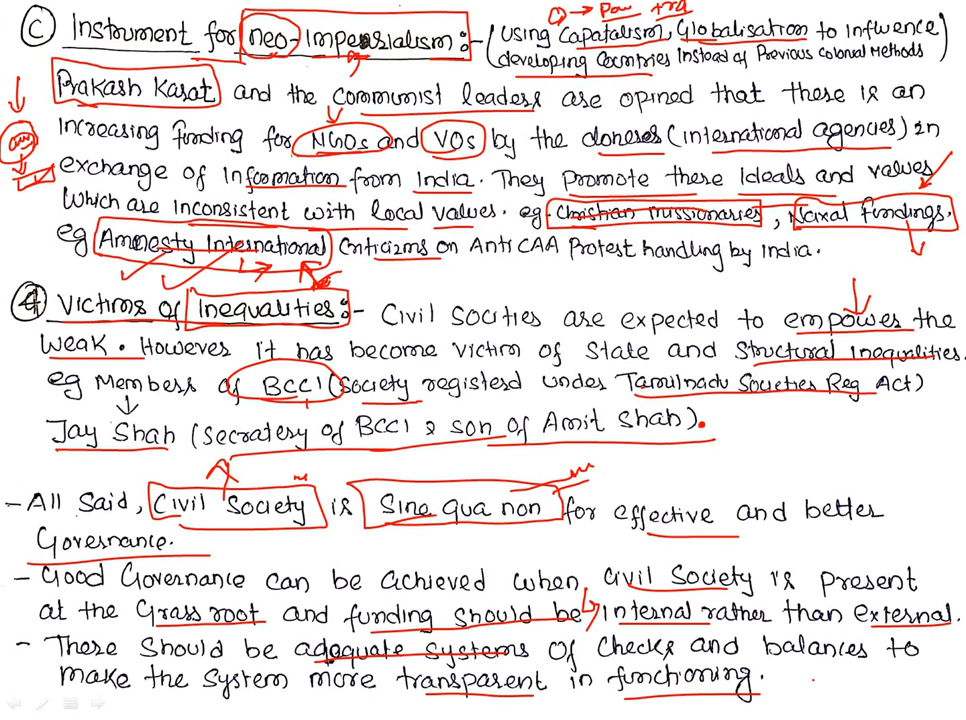 ① → Pow
(C) Instrument for neo-Imperialism:- (Using Capatalism, Globalisation to influence
developing countries instead of Previous Colonial Methods)
Prakash Karat and the communist leaders are opined that there is an
increasing funding for NGOs and VOs by the doners (international agencies) in
exchange of information from India. They promote there Ideals and values
which are inconsistent with local values. eg. Christian missionaries, Naxal fundings.
eg Amnesty International Criticizms on Anti CAA Protest handling by India.
(d) Victims of Inequalities:- Civil Socities are expected to empower the
weak. However it has become victim of State and Structural Inequalities.
eg Members of BCCI (Society registered under Tamulnadu Societies Reg Act)
Jay Shah (Secratery of BCCI & son of Amit Shah).
- All Said, Civil Society is Sine qua non for effective and better
Governance.
- Good Governance can be achieved when, Civil Society is present
at the Grass root and funding should be internal rather than external.
- There should be adequate systems of checks and balances to
make the system more transparent in functioning.